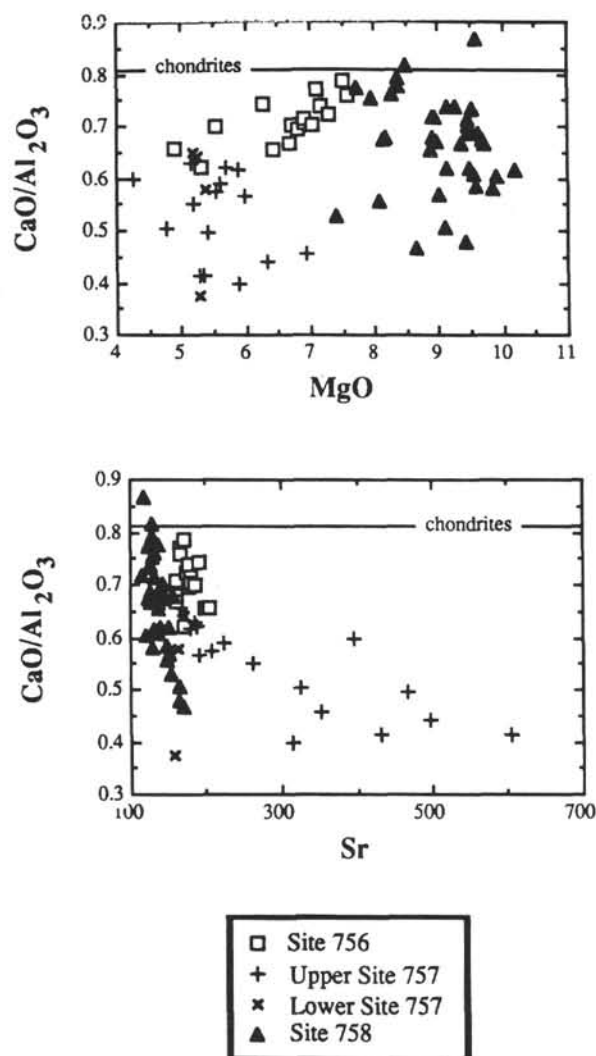 0.9
0.8
chondrites
0.7
0.6
0.5
0.4
0.3
CaO/Al2O3
4 5 6 7 8 9 10 11
MgO
0.9
0.8
chondrites
0.7
0.6
0.5
0.4
0.3
CaO/Al2O3
100 300 500 700
Sr
Site 756
Upper Site 757
Lower Site 757
Site 758